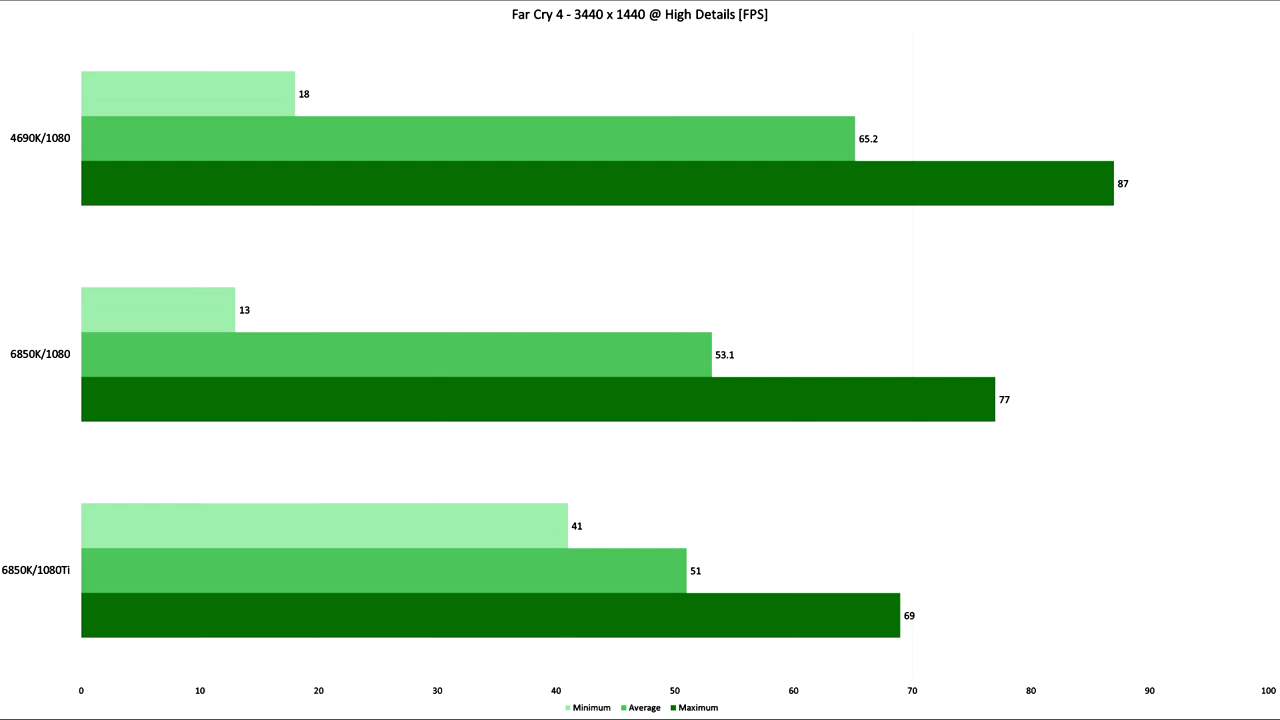 Far Cry 4 - 3440 x 1440 @ High Details [FPS]
18
4690K/1080
65.2
87
13
6850K/1080
53.1
77
41
6850K/1080Ti
51
69
0 10 20 30 40 50 60 70 80 90 100
Minimum Average Maximum